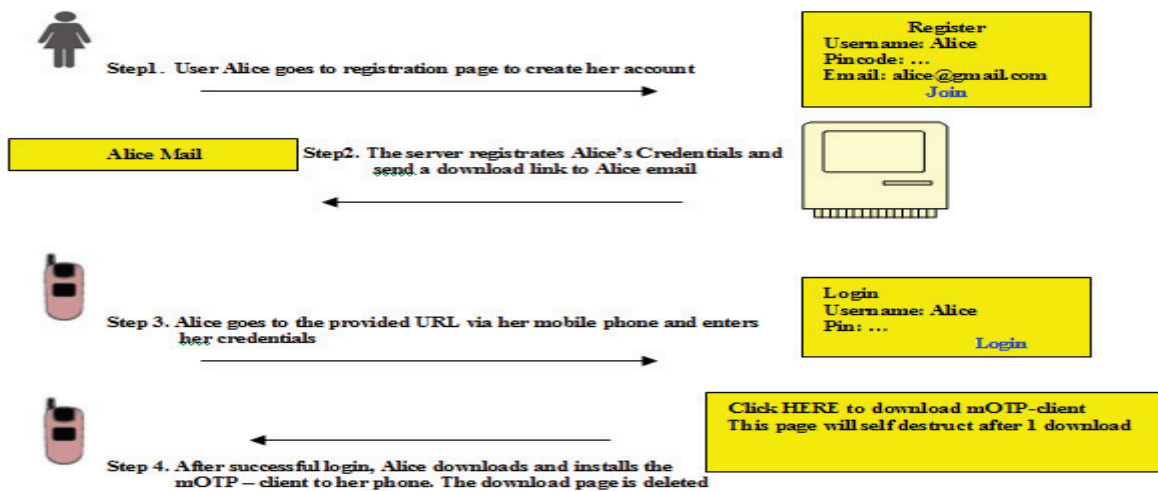 Register
Username: Alice
Pincode: ...
Email: alice@gmail.com
Join
Step1. User Alice goes to registration page to create her account
Alice Mail
Step2. The server registrates Alice's Credentials and
send a download link to Alice email
Login
Username: Alice
Pin: ...
Login
Step 3. Alice goes to the provided URL via her mobile phone and enters
her credentials
Click HERE to download mOTP-client
This page will self destruct after 1 download
Step 4. After successful login, Alice downloads and installs the
mOTP – client to her phone. The download page is deleted